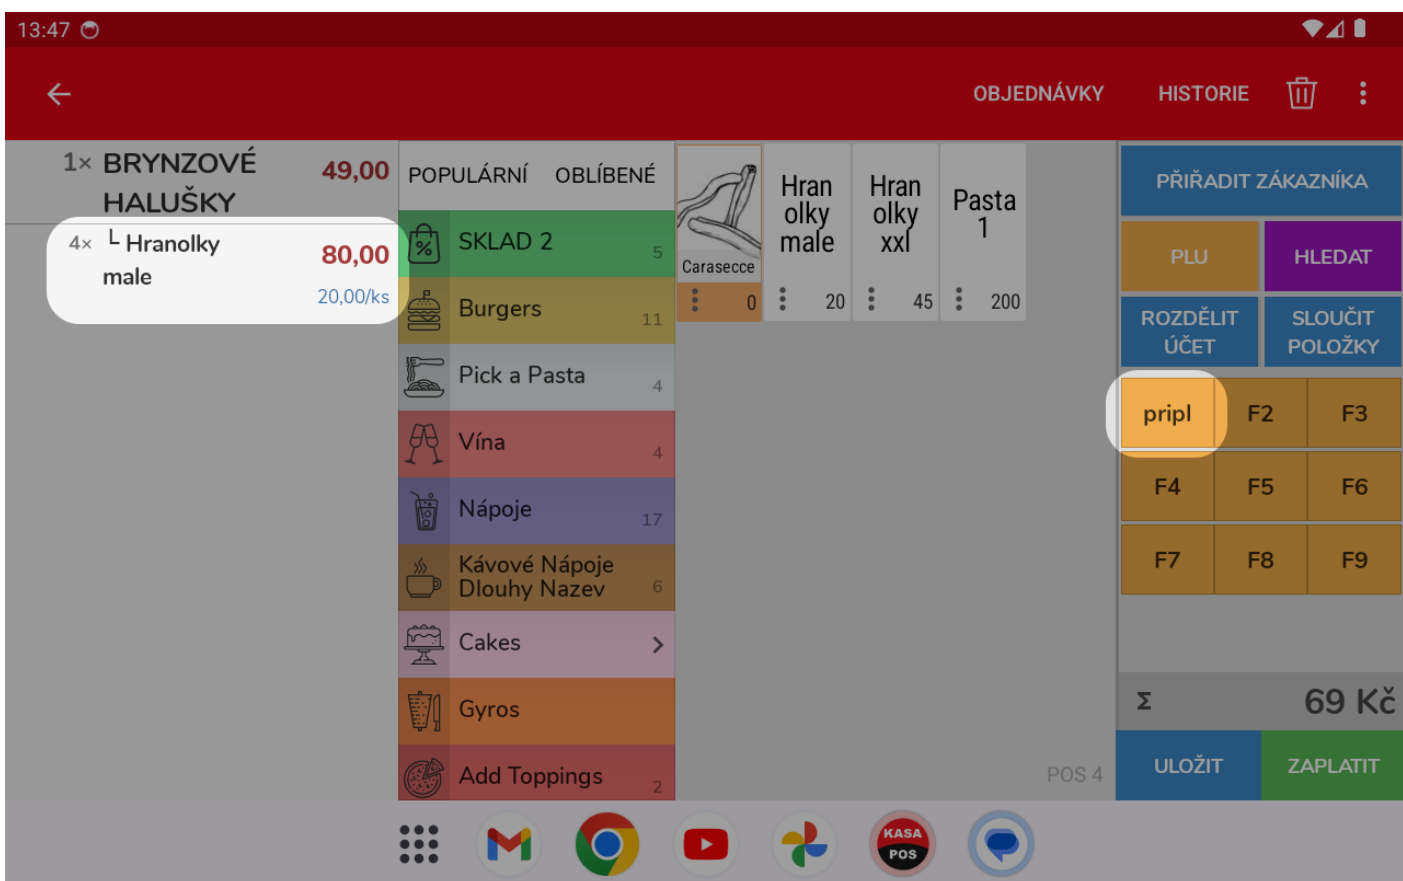 13:47
OBJEDNÁVKY HISTORIE
1× BRYNZOVÉ HALUŠKY 49,00
4× └ Hranolky male 80,00
20,00/ks
POPULÁRNÍ OBLÍBENÉ
SKLAD 2 5
Burgers 11
Pick a Pasta 4
Vína 4
Nápoje 17
Kávové Nápoje
Dlouhy Nazev 6
Cakes
Gyros
Add Toppings 2
Carasecce
0
Hran
olky
male
20
Hran
olky
xxl
45
Pasta
1
200
POS 4
PŘIŘADIT ZÁKAZNÍKA
PLU HLEDAT
ROZDĚLIT
ÚČET
SLOUČIT
POLOŽKY
pripl F2 F3
F4 F5 F6
F7 F8 F9
Σ 69 Kč
ULOŽIT ZAPLATIT
KASA
POS